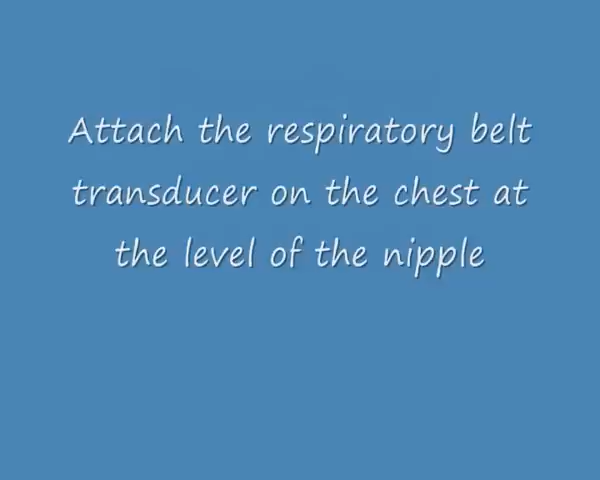 Attach the respiratory belt
transducer on the chest at
the level of the nipple